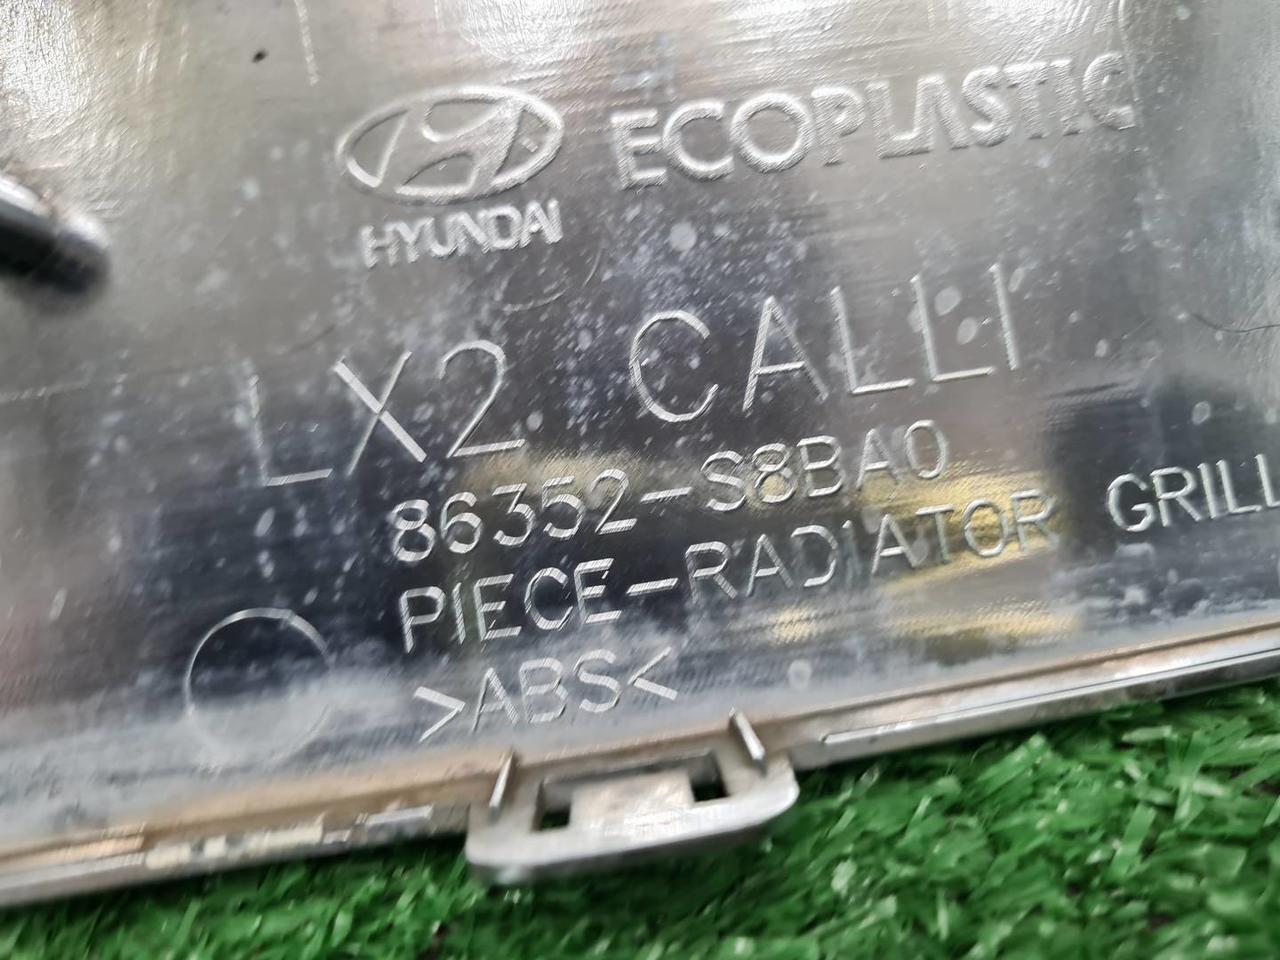 HYUNDAI ECOPLASTIC
LX2 CALLI
86352-S8BA0
PIECE-RADIATOR GRILL
>ABS<